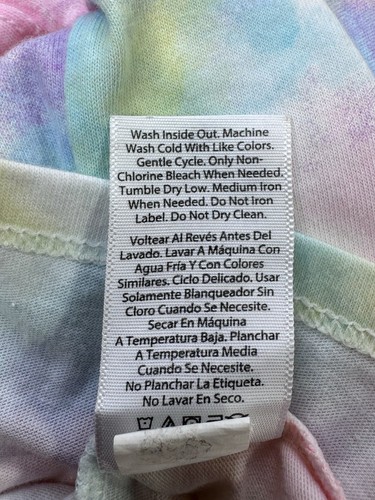 Wash Inside Out. Machine
Wash Cold With Like Colors.
Gentle Cycle. Only Non-
Chlorine Bleach When Needed.
Tumble Dry Low. Medium Iron
When Needed. Do Not Iron
Label. Do Not Dry Clean.
Voltear Al Revés Antes Del
Lavado. Lavar A Máquina Con
Agua Fría Y Con Colores
Similares. Ciclo Delicado. Usar
Solamente Blanqueador Sin
Cloro Cuando Se Necesite.
Secar En Máquina
A Temperatura Baja. Planchar
A Temperatura Media
Cuando Se Necesite.
No Planchar La Etiqueta.
No Lavar En Seco.